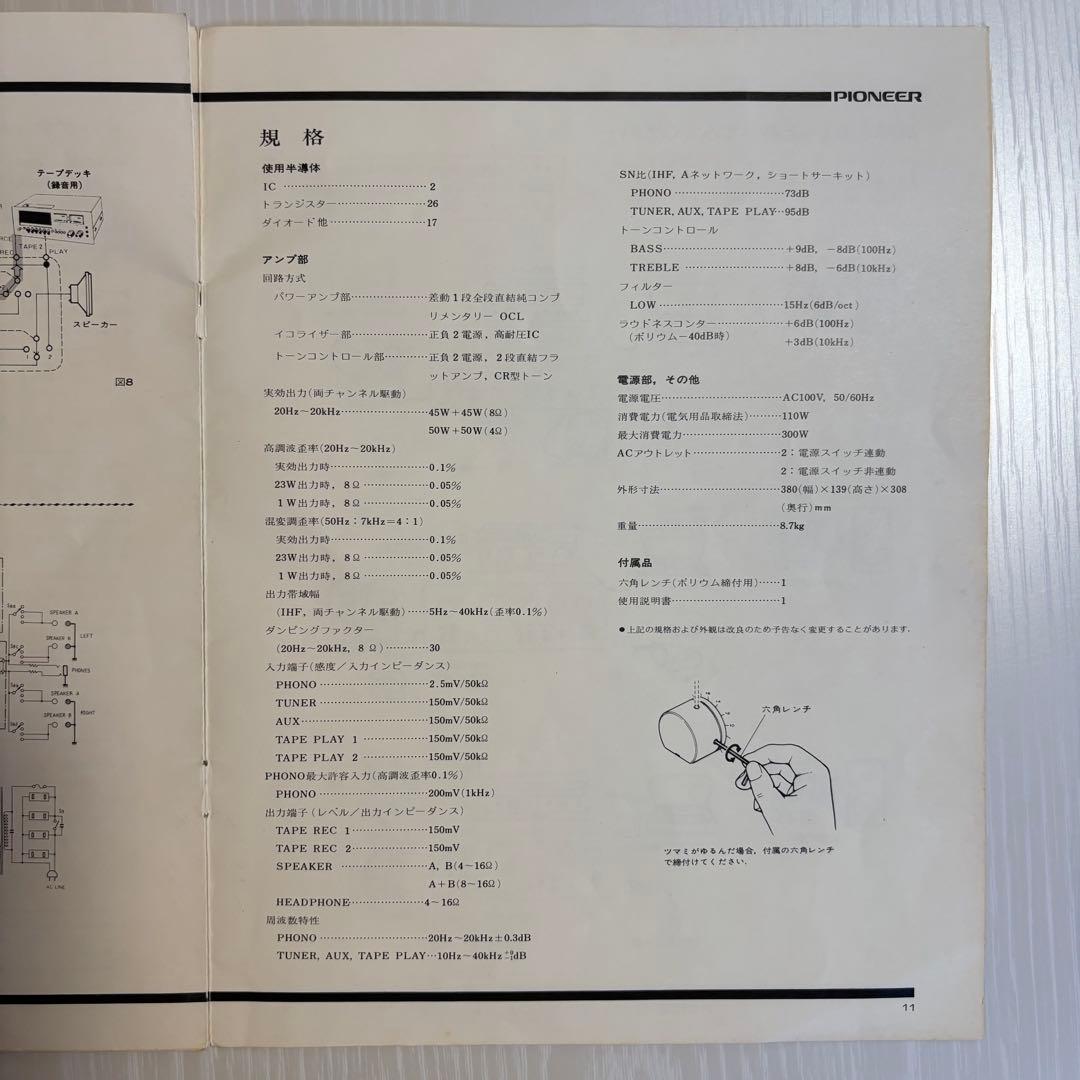 テープデッキ
(録音用)
TAPE 2
REC
PLAY
スピーカー
1
2
図8
SPEAKER A
SPEAKER B
LEFT
PHONES
SPEAKER A
SPEAKER B
RIGHT
AC LINE
PIONEER
規 格
使用半導体
IC ………………………………2
トランジスター…………………26
ダイオード他……………………17
アンプ部
回路方式
パワーアンプ部………………差動1段全段直結純コンプ
リメンタリー OCL
イコライザー部………………正負2電源, 高耐圧IC
トーンコントロール部…………正負2電源, 2段直結フラ
ットアンプ, CR型トーン
実効出力(両チャンネル駆動)
20Hz～20kHz…………………45W+45W(8Ω)
50W+50W(4Ω)
高調波歪率(20Hz～20kHz)
実効出力時……………………0.1%
23W出力時, 8Ω………………0.05%
1W出力時, 8Ω………………0.05%
混変調歪率(50Hz:7kHz=4:1)
実効出力時……………………0.1%
23W出力時, 8Ω………………0.05%
1W出力時, 8Ω………………0.05%
出力帯域幅
(IHF, 両チャンネル駆動)……5Hz～40kHz(歪率0.1%)
ダンピングファクター
(20Hz～20kHz, 8Ω)…………30
入力端子(感度/入力インピーダンス)
PHONO…………………………2.5mV/50kΩ
TUNER…………………………150mV/50kΩ
AUX……………………………150mV/50kΩ
TAPE PLAY 1…………………150mV/50kΩ
TAPE PLAY 2…………………150mV/50kΩ
PHONO最大許容入力(高調波歪率0.1%)
PHONO…………………………200mV(1kHz)
出力端子(レベル/出力インピーダンス)
TAPE REC 1……………………150mV
TAPE REC 2……………………150mV
SPEAKER………………………A, B(4～16Ω)
A+B(8～16Ω)
HEADPHONE…………………4～16Ω
周波数特性
PHONO…………………………20Hz～20kHz±0.3dB
TUNER, AUX, TAPE PLAY…10Hz～40kHz +0 −1 dB
SN比(IHF, Aネットワーク, ショートサーキット)
PHONO…………………………73dB
TUNER, AUX, TAPE PLAY…95dB
トーンコントロール
BASS……………………………+9dB, −8dB(100Hz)
TREBLE…………………………+8dB, −6dB(10kHz)
フィルター
LOW……………………………15Hz(6dB/oct)
ラウドネスコンター………………+6dB(100Hz)
(ボリウム−40dB時)
+3dB(10kHz)
電源部, その他
電源電圧……………………………AC100V, 50/60Hz
消費電力(電気用品取締法)………110W
最大消費電力………………………300W
ACアウトレット……………………2:電源スイッチ連動
2:電源スイッチ非連動
外形寸法……………………………380(幅)×139(高さ)×308
(奥行)mm
重量…………………………………8.7kg
付属品
六角レンチ(ボリウム締付用)……1
使用説明書…………………………1
●上記の規格および外観は改良のため予告なく変更することがあります.
六角レンチ
ツマミがゆるんだ場合, 付属の六角レンチ
で締付けてください.
11